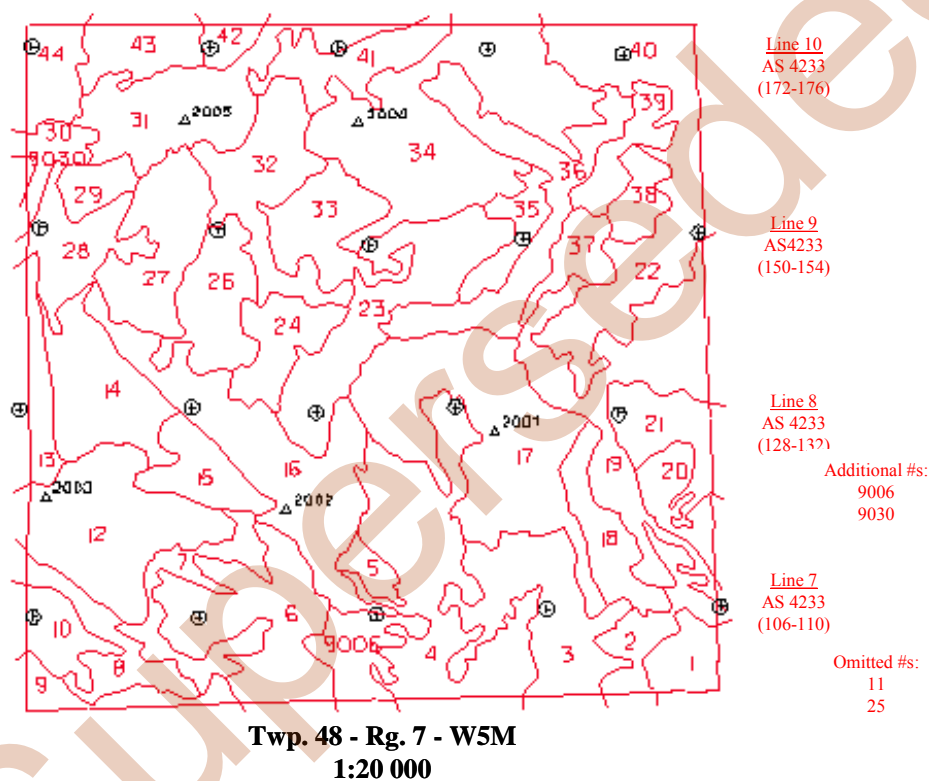 44 43 42 41 40
Line 10
AS 4233
(172-176)
39
30 31 2005 2004
9030 32 34
36
29 33 35 38
Line 9
AS4233
(150-154)
28 27 26 37 22
24 23
14
Line 8
AS 4233
(128-132)
21
2001
13 15 16 17 19 20
Additional #s:
9006
9030
2002
12 18
7 5
Line 7
AS 4233
(106-110)
10 6
9006 4 3 2
8 1
9
Omitted #s:
11
25
Twp. 48 - Rg. 7 - W5M
1:20 000
Superseded